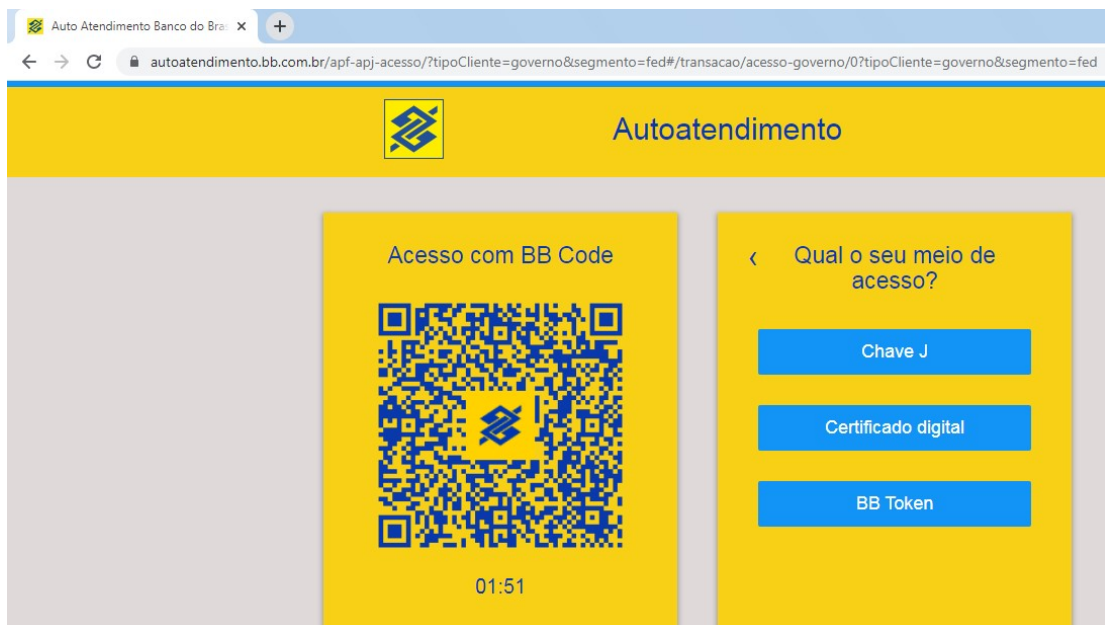 Auto Atendimento Banco do Bra
autoatendimento.bb.com.br/apf-apj-acesso/?tipoCliente=governo&segmento=fed#/transacao/acesso-governo/0?tipoCliente=governo&segmento=fed
Autoatendimento
Acesso com BB Code
01:51
Qual o seu meio de
acesso?
Chave J
Certificado digital
BB Token